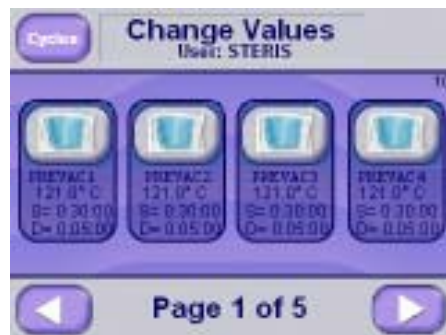 Cycles
Change Values
User: STERIS
PREVAC1
121.0° C
S= 0:30:00
D= 0:05:00
PREVAC2
121.0° C
S= 0:30:00
D= 0:05:00
PREVAC3
121.0° C
S= 0:30:00
D= 0:05:00
PREVAC4
121.0° C
S= 0:30:00
D= 0:05:00
Page 1 of 5